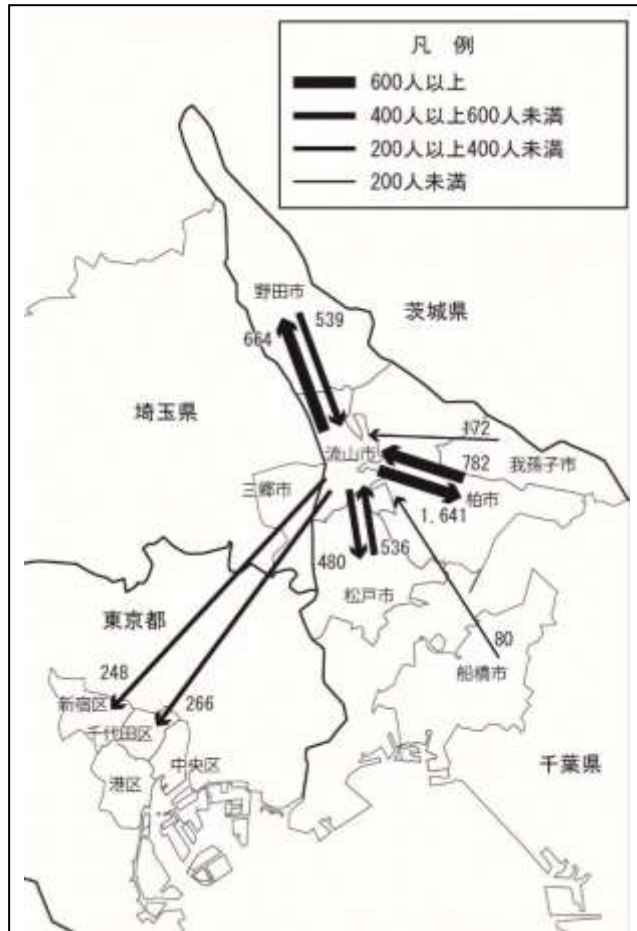 凡 例
600人以上
400人以上600人未満
200人以上400人未満
200人未満
野田市
539
茨城県
664
埼玉県
流山市
我孫子市
782
三郷市
柏市
1,641
480
536
松戸市
東京都
80
船橋市
248
新宿区
266
千代田区
中央区
港区
千葉県